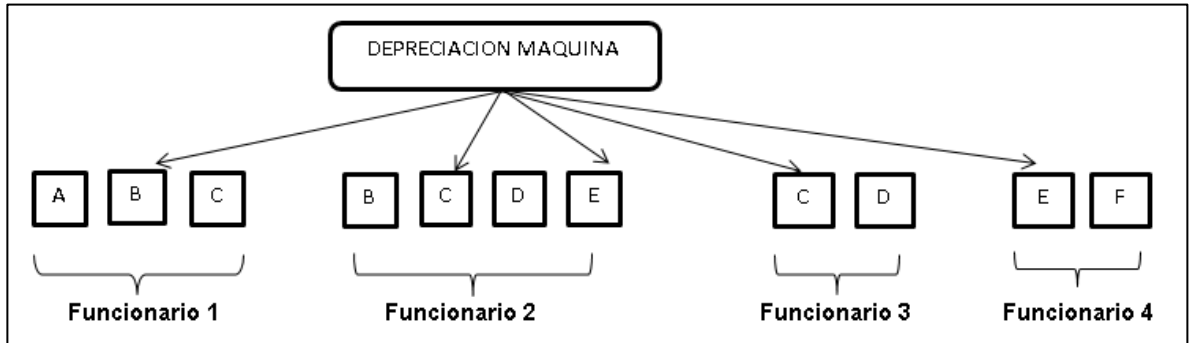 DEPRECIACION MAQUINA
A B C B C D E C D E F
Funcionario 1 Funcionario 2 Funcionario 3 Funcionario 4